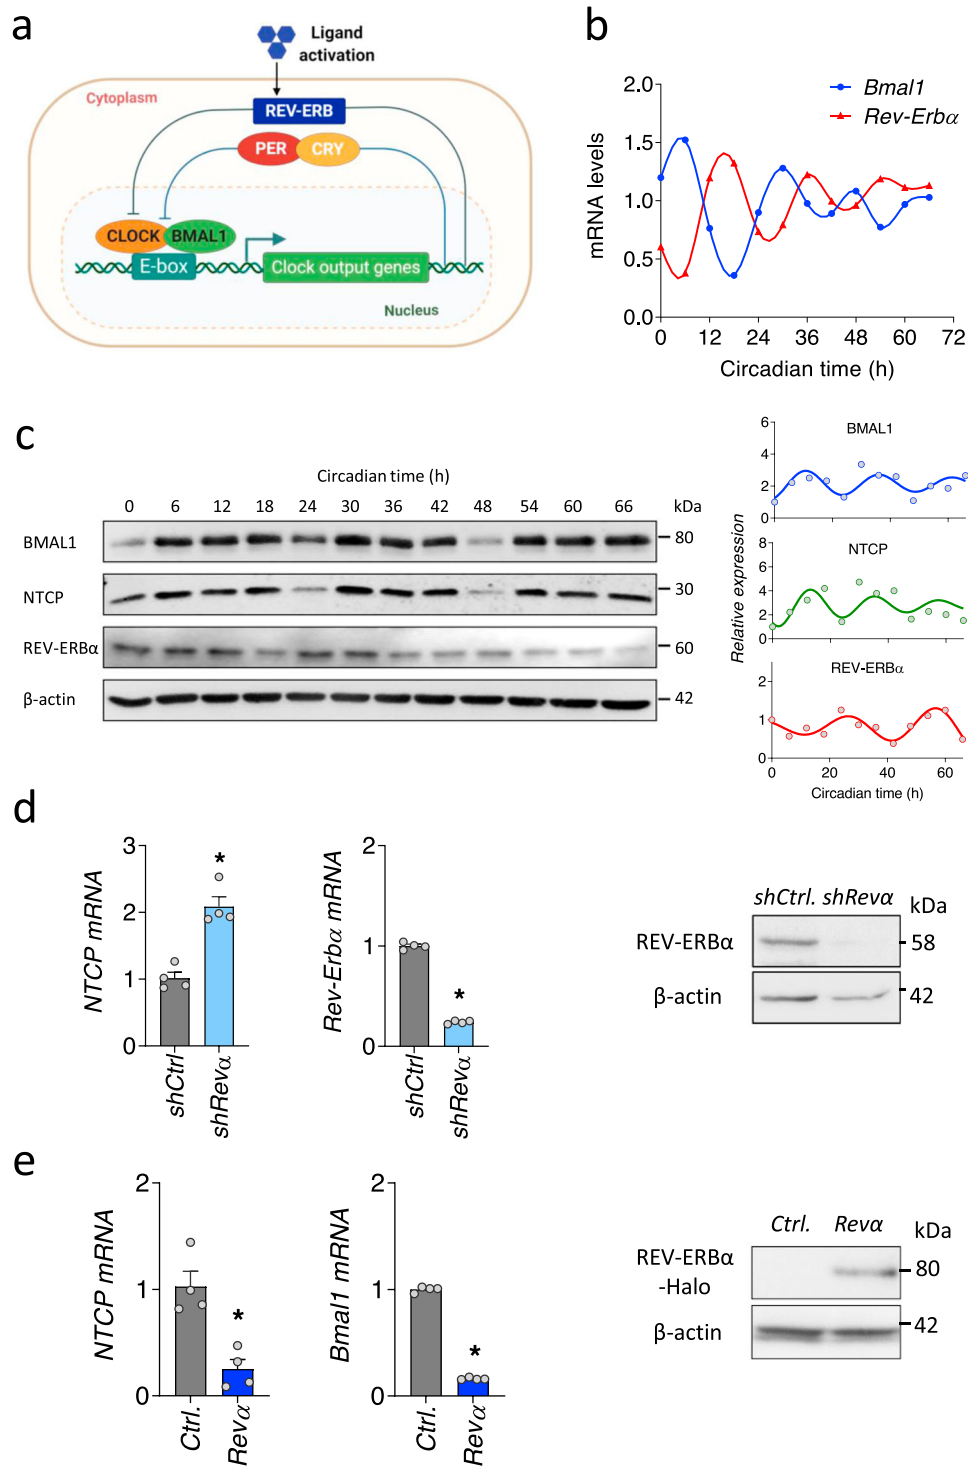 a
Ligand
activation
Cytoplasm
REV-ERB
PER
CRY
CLOCK
BMAL1
E-box
Clock output genes
Nucleus
b
Bmal1
Rev-Erbα
mRNA levels
2.0
1.5
1.0
0.5
0.0
0 12 24 36 48 60 72
Circadian time (h)
c
Circadian time (h)
0 6 12 18 24 30 36 42 48 54 60 66 kDa
BMAL1 80
NTCP 30
REV-ERBα 60
β-actin 42
Relative expression
BMAL1
6
4
2
0
NTCP
8
6
4
2
0
REV-ERBα
2
1
0
0 20 40 60
Circadian time (h)
d
NTCP mRNA
3
2
1
0
*
shCtrl
shRevα
Rev-Erbα mRNA
2
1
0
*
shCtrl
shRevα
shCtrl. shRevα kDa
REV-ERBα 58
β-actin 42
e
NTCP mRNA
2
1
0
*
Ctrl.
Revα
Bmal1 mRNA
2
1
0
*
Ctrl.
Revα
Ctrl. Revα kDa
REV-ERBα
-Halo
80
β-actin 42